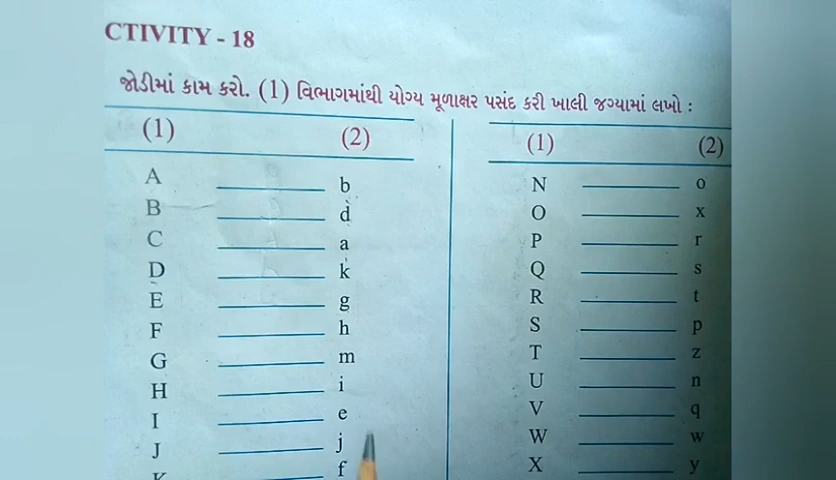 CTIVITY - 18
જોડીમાં કામ કરો. (1) વિભાગમાંથી યોગ્ય મૂળાક્ષર પસંદ કરી ખાલી જગ્યામાં લખો :
(1) (2) (1) (2)
A b N o
B d O x
C a P r
D k Q s
E g R t
F h S p
G m T z
H i U n
I e V q
J j W w
K f X y